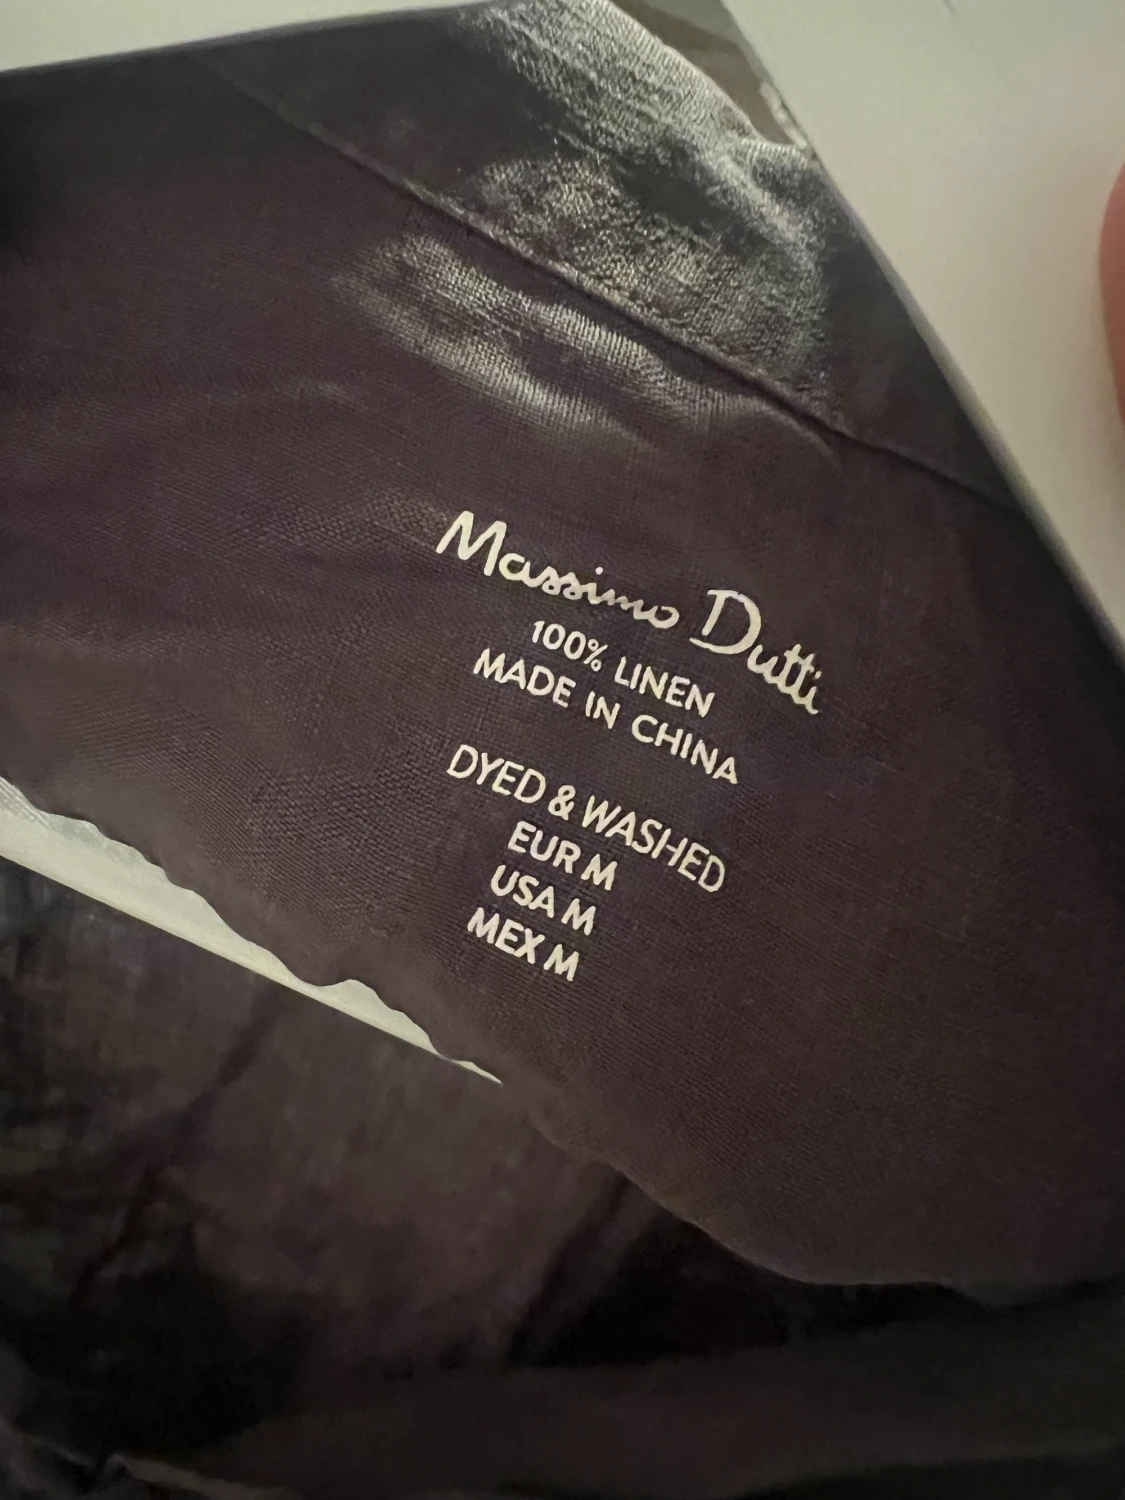 Massimo Dutti
100% LINEN
MADE IN CHINA
DYED & WASHED
EUR M
USA M
MEX M